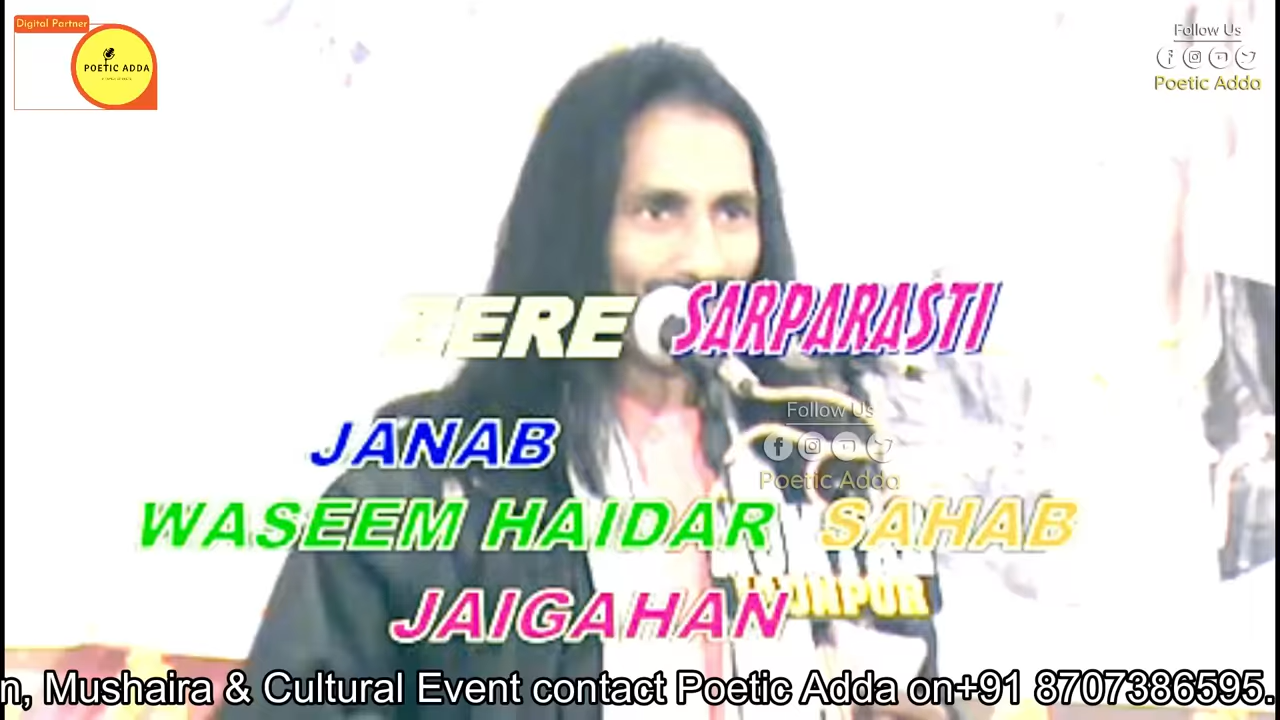 Digital Partner
POETIC ADDA
Follow Us
Poetic Adda
ZERE SARPARASTI
JANAB
Follow Us
Poetic Adda
WASEEM HAIDAR SAHAB
JAIGAHAN
n, Mushaira & Cultural Event contact Poetic Adda on+91 8707386595.